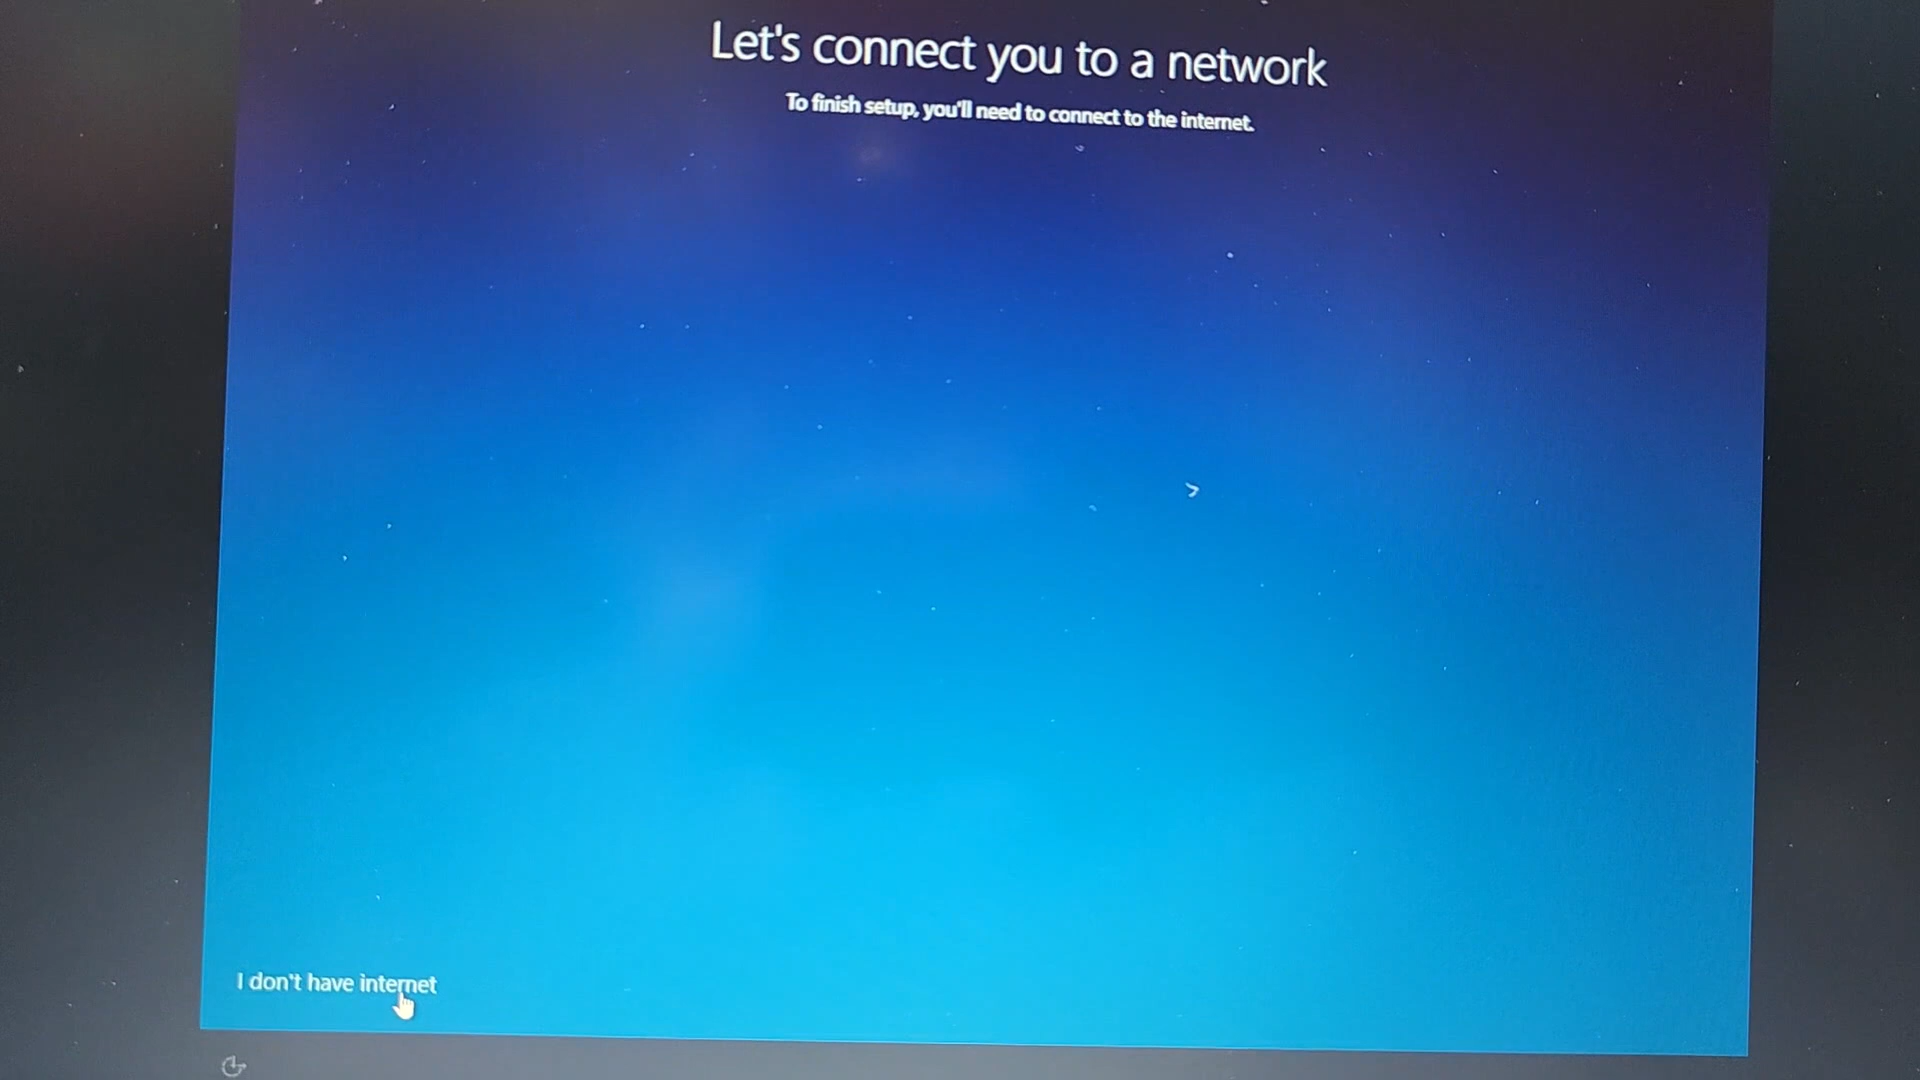 Let's connect you to a network
To finish setup, you'll need to connect to the internet.
I don't have internet